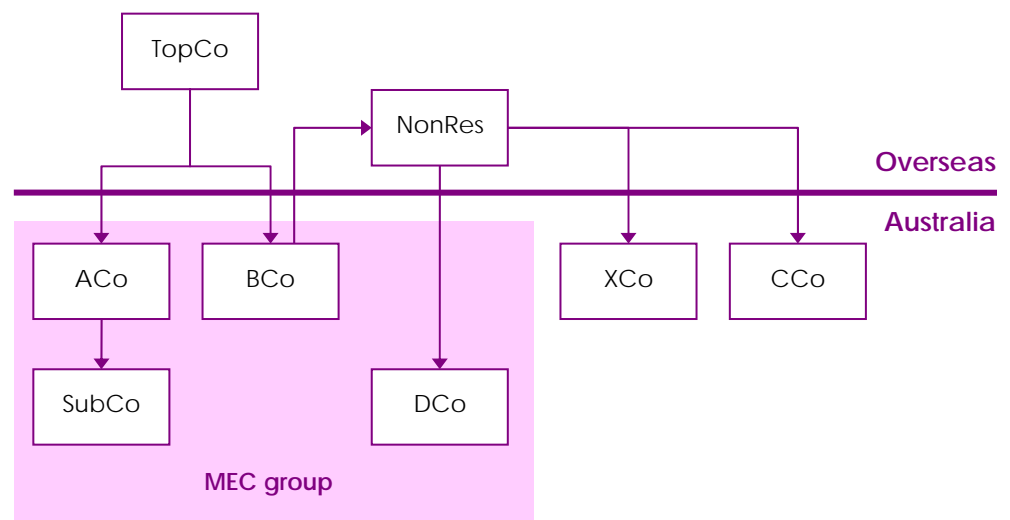 TopCo
NonRes
Overseas
Australia
ACo
BCo
XCo
CCo
SubCo
DCo
MEC group